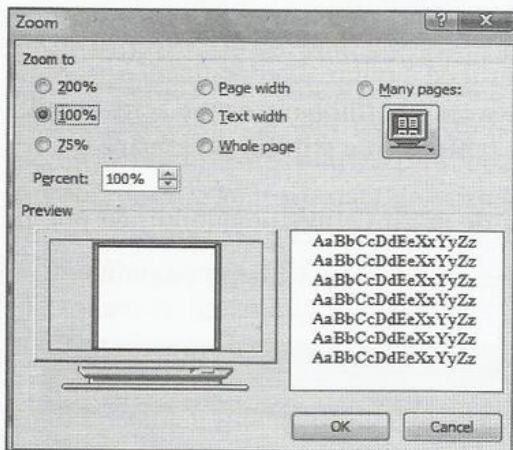 Zoom
Zoom to
200% Page width Many pages:
100% Text width
75% Whole page
Percent: 100%
Preview
AaBbCcDdEeXxYyZz
AaBbCcDdEeXxYyZz
AaBbCcDdEeXxYyZz
AaBbCcDdEeXxYyZz
AaBbCcDdEeXxYyZz
AaBbCcDdEeXxYyZz
AaBbCcDdEeXxYyZz
OK Cancel